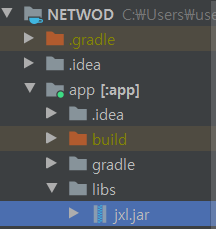 NETWOD C:₩Users₩use
.gradle
.idea
app [:app]
.idea
build
gradle
libs
jxl.jar